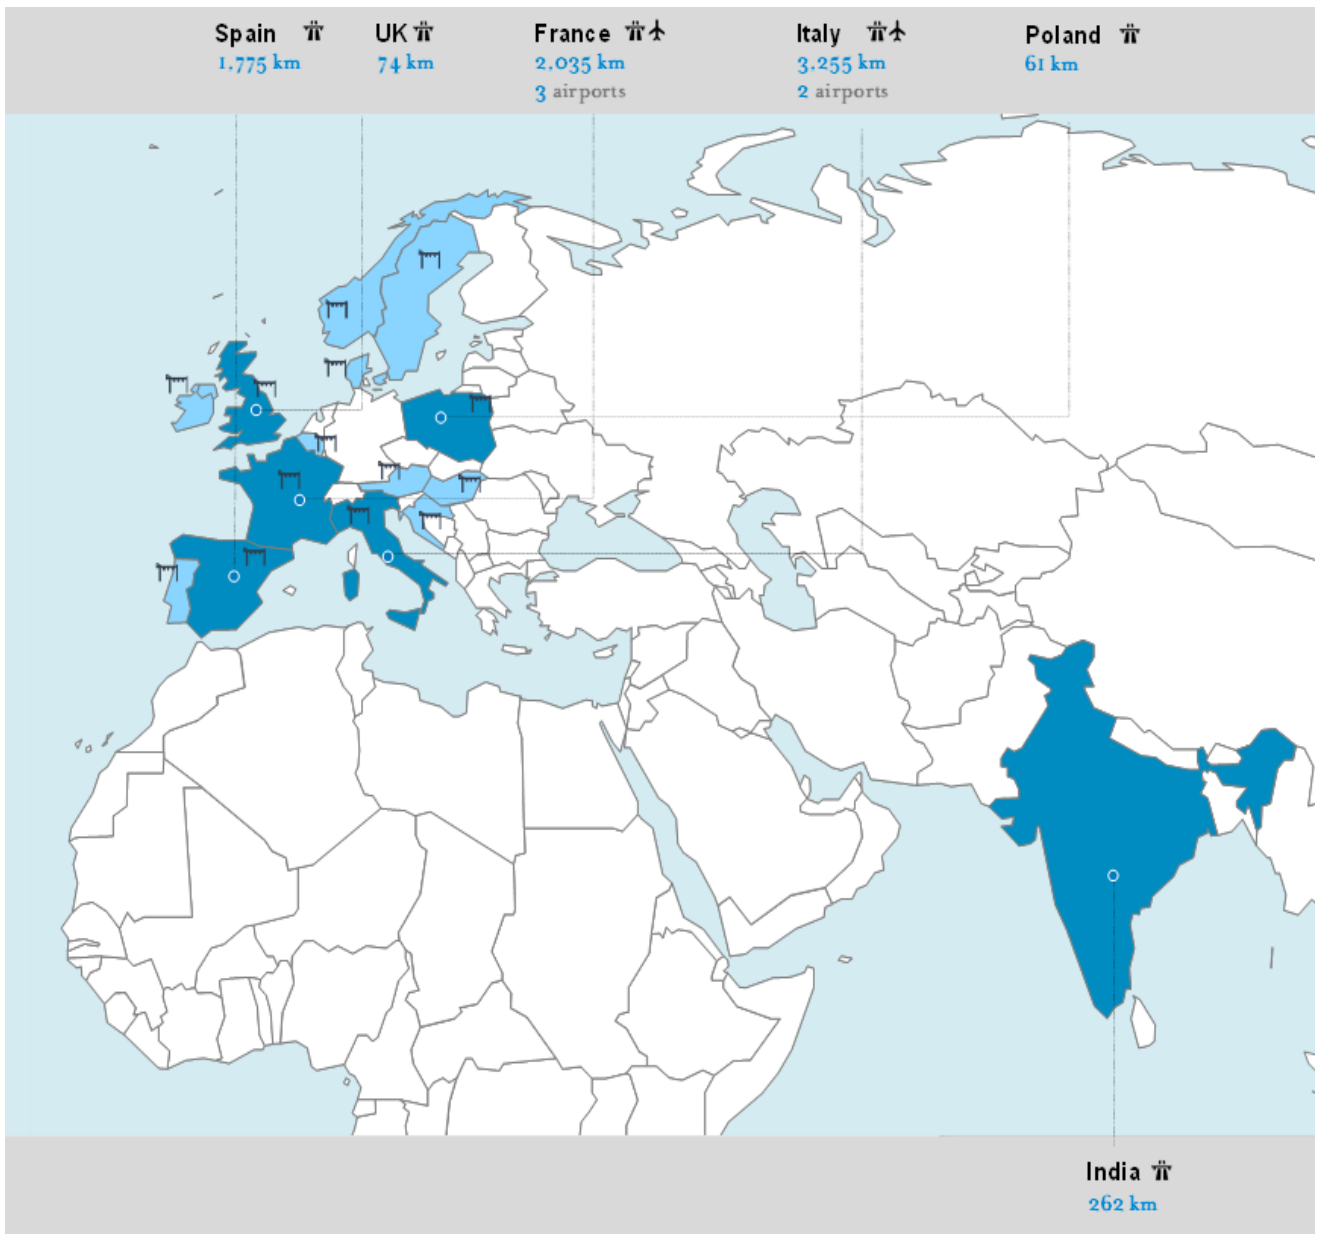 Spain
1,775 km
UK
74 km
France
2,035 km
3 airports
Italy
3,255 km
2 airports
Poland
61 km
India
262 km